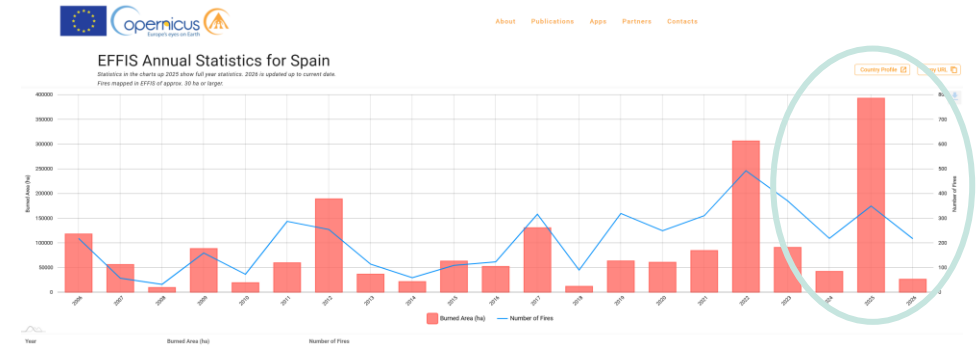 opernicus
Europe's eyes on Earth
About Publications Apps Partners Contacts
EFFIS Annual Statistics for Spain
Statistics in the charts up 2025 show full year statistics. 2026 is updated up to current date.
Fires mapped in EFFIS of approx. 30 ha or larger.
Country Profile URL
400000
350000
300000
250000
200000
150000
100000
50000
0
Burned Area (ha)
700
600
500
400
300
200
100
0
Number of Fires
2006 2007 2008 2009 2010 2011 2012 2013 2014 2015 2016 2017 2018 2019 2020 2021 2022 2023 2024 2025 2026
Burned Area (ha) Number of Fires
Year Burned Area (ha) Number of Fires